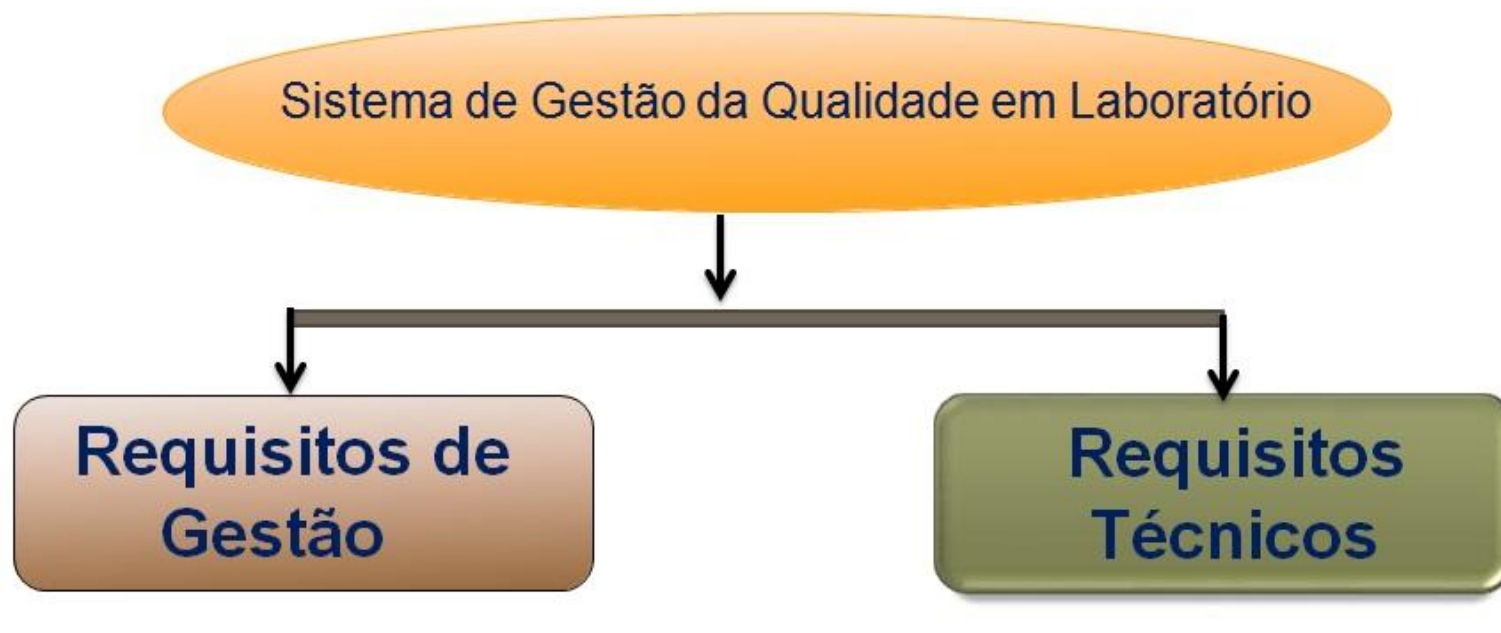 Sistema de Gestão da Qualidade em Laboratório
Requisitos de
Gestão
Requisitos
Técnicos